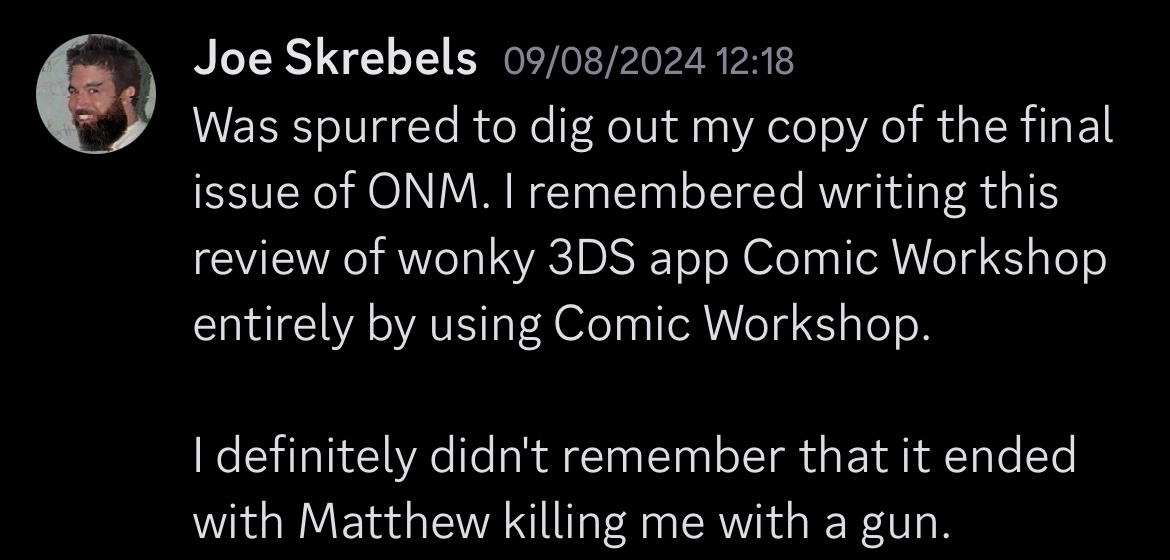 Joe Skrebels 09/08/2024 12:18
Was spurred to dig out my copy of the final
issue of ONM. I remembered writing this
review of wonky 3DS app Comic Workshop
entirely by using Comic Workshop.
I definitely didn't remember that it ended
with Matthew killing me with a gun.